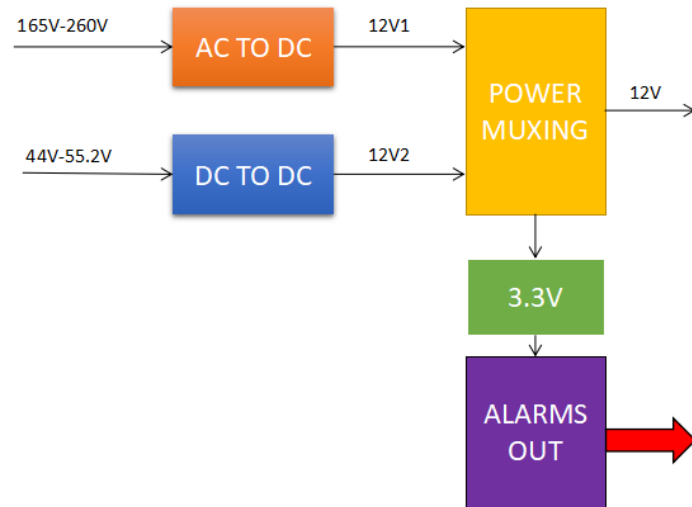 165V-260V
AC TO DC
12V1
POWER
MUXING
12V
44V-55.2V
DC TO DC
12V2
3.3V
ALARMS
OUT